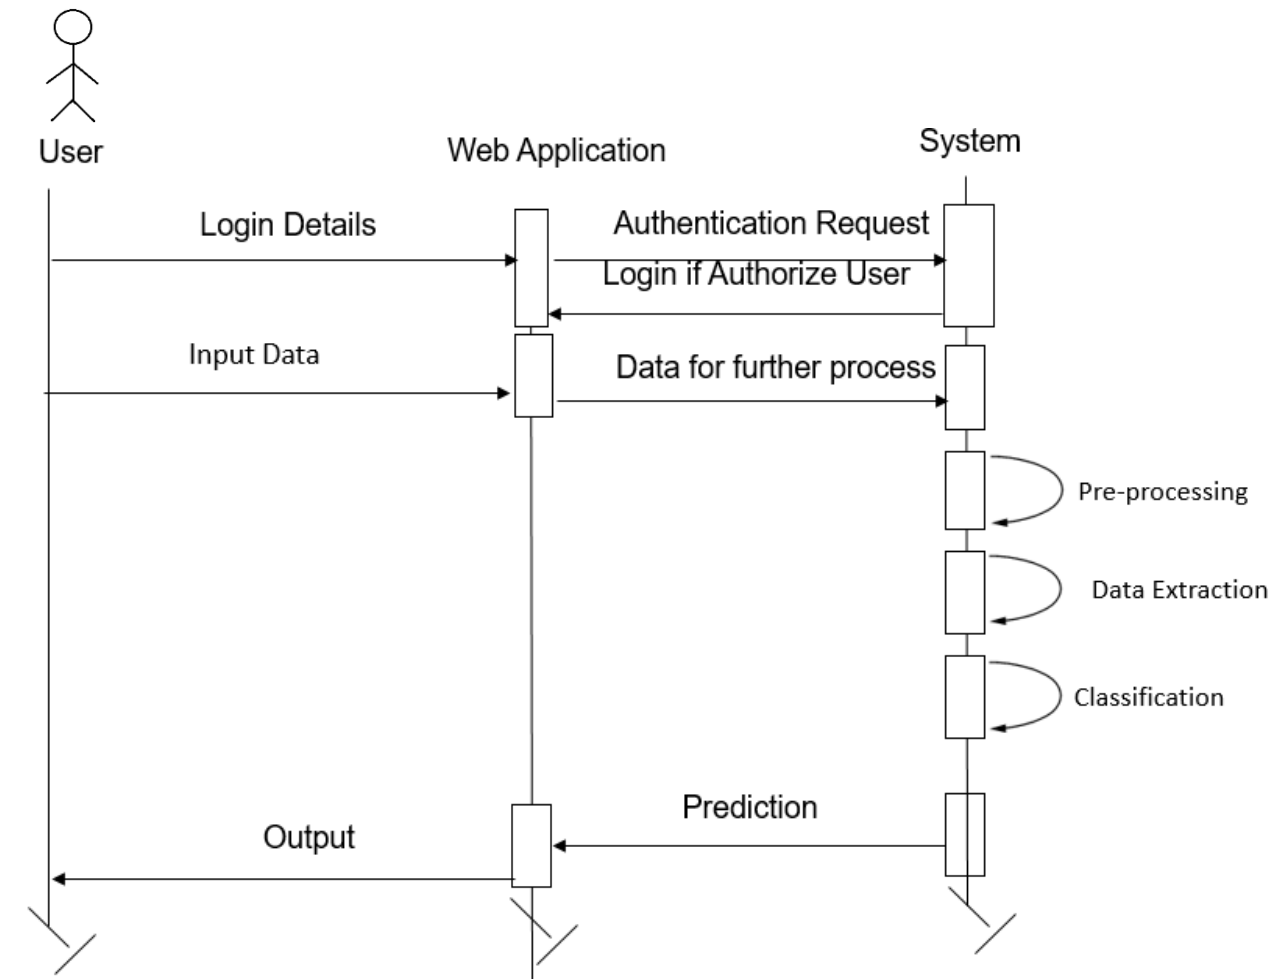 User
Web Application
System
Login Details
Authentication Request
Login if Authorize User
Input Data
Data for further process
Pre-processing
Data Extraction
Classification
Prediction
Output